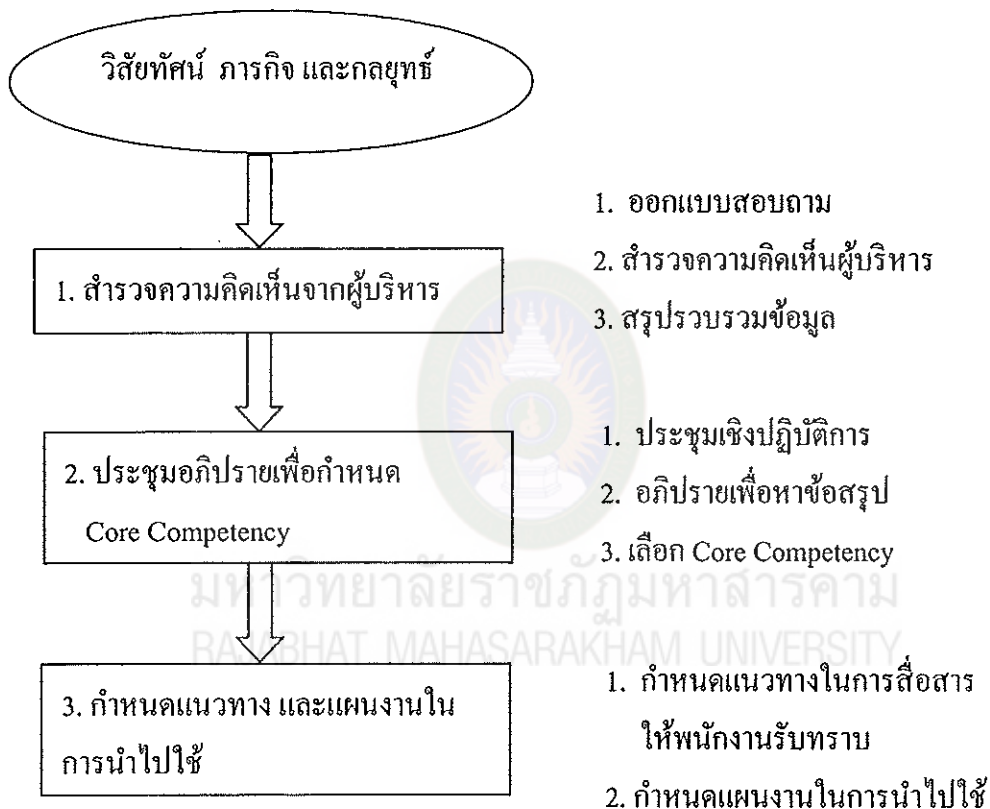 วิสัยทัศน์ ภารกิจ และกลยุทธ์
1. สำรวจความคิดเห็นจากผู้บริหาร
1. ออกแบบสอบถาม
2. สำรวจความคิดเห็นผู้บริหาร
3. สรุปรวบรวมข้อมูล
2. ประชุมอภิปรายเพื่อกำหนด
Core Competency
1. ประชุมเชิงปฏิบัติการ
2. อภิปรายเพื่อหาข้อสรุป
3. เลือก Core Competency
มหาวิทยาลัยราชภัฏมหาสารคาม
RAJABHAT MAHASARAKHAM UNIVERSITY
3. กำหนดแนวทาง และแผนงานใน
การนำไปใช้
1. กำหนดแนวทางในการสื่อสาร
ให้พนักงานรับทราบ
2. กำหนดแผนงานในการนำไปใช้